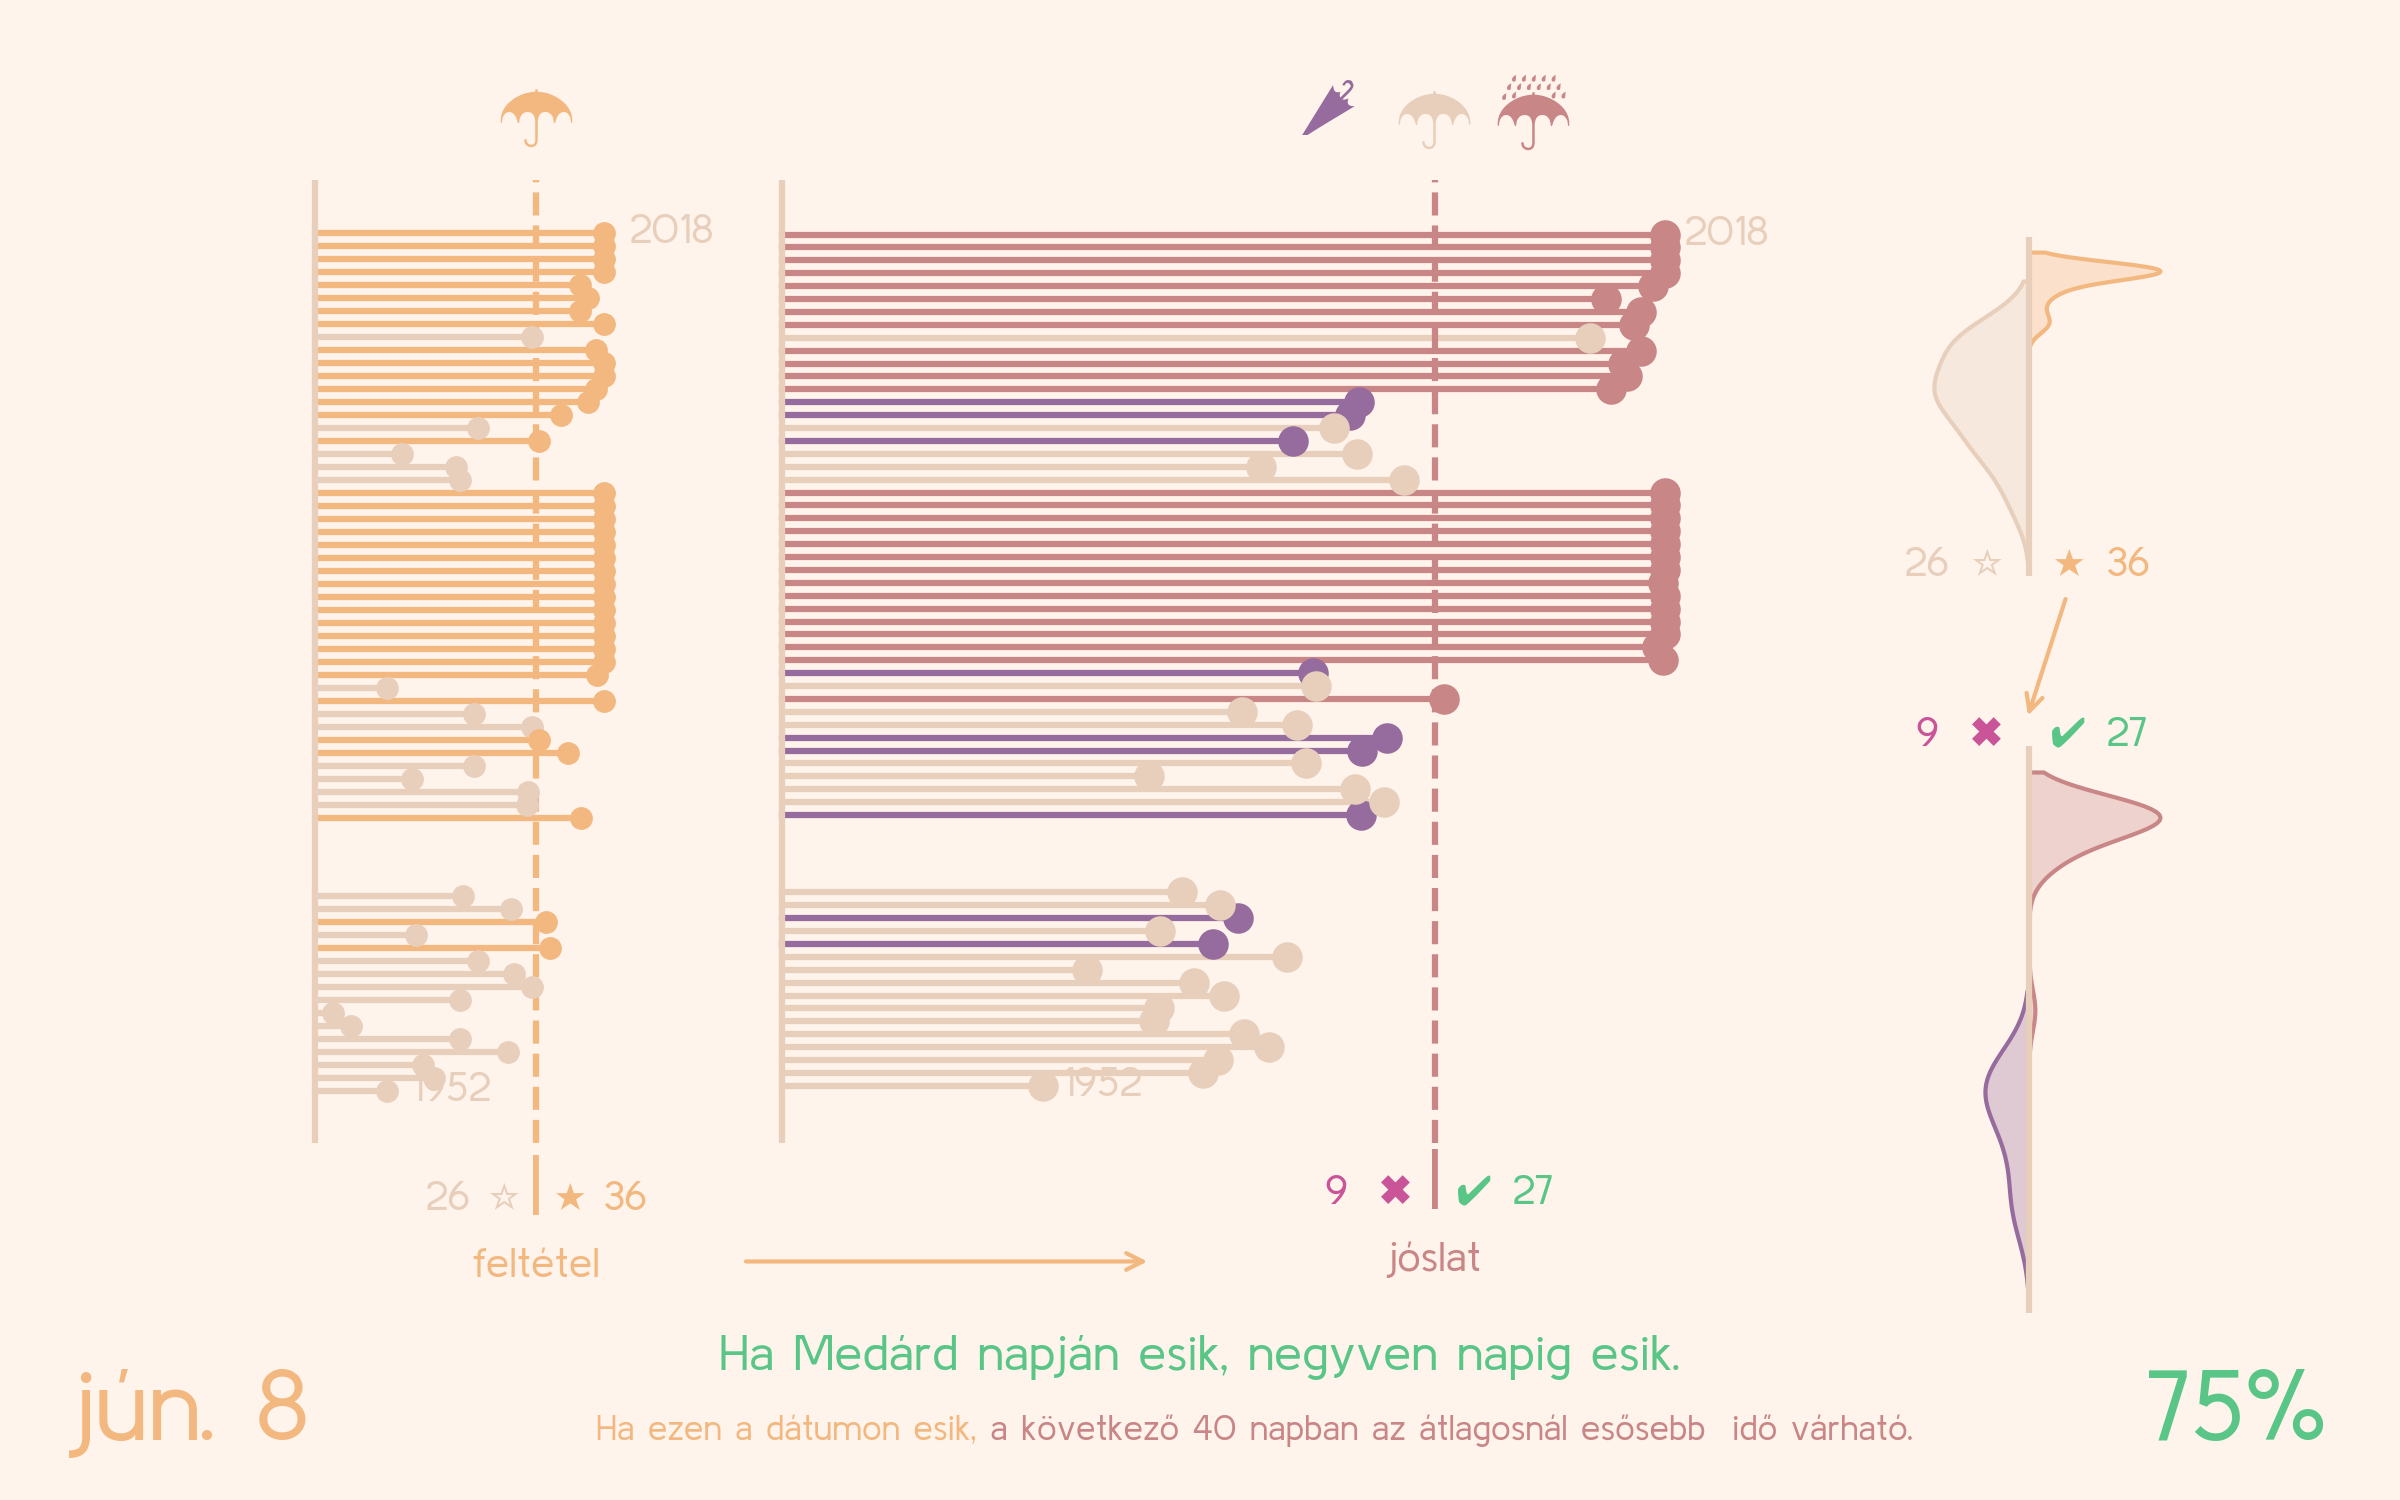 2018
2018
26 ☆ ★ 36
9 ✖ ✔ 27
1952
1952
26 ☆ ★ 36
9 ✖ ✔ 27
feltétel
jóslat
Ha Medárd napján esik, negyven napig esik.
jún. 8
Ha ezen a dátumon esik, a következő 40 napban az átlagosnál esősebb idő várható.
75%